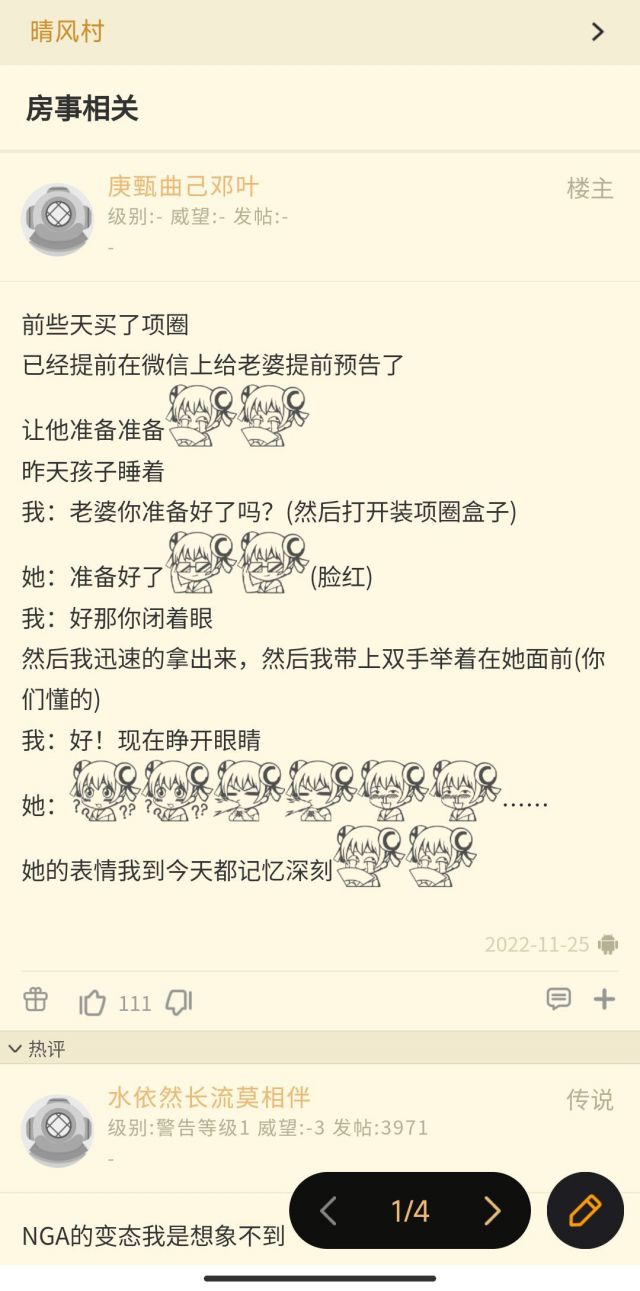 晴风村
房事相关
庚甄曲己邓叶
楼主
级别:- 威望:- 发帖:-
-
前些天买了项圈
已经提前在微信上给老婆提前预告了
让他准备准备
昨天孩子睡着
我：老婆你准备好了吗？(然后打开装项圈盒子)
她：准备好了(脸红)
我：好那你闭着眼
然后我迅速的拿出来，然后我带上双手举着在她面前(你
们懂的)
我：好！现在睁开眼睛
她：??????……
她的表情我到今天都记忆深刻
2022-11-25
111
热评
水依然长流莫相伴
传说
级别:警告等级1 威望:-3 发帖:3971
-
1/4
NGA的变态我是想象不到